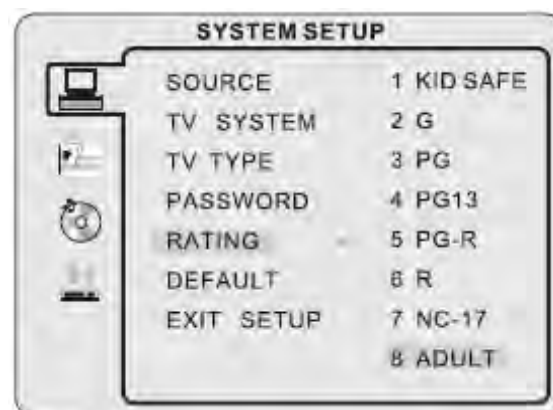 SYSTEM SETUP
SOURCE
TV SYSTEM
TV TYPE
PASSWORD
RATING
DEFAULT
EXIT SETUP
1 KID SAFE
2 G
3 PG
4 PG13
5 PG-R
6 R
7 NC-17
8 ADULT